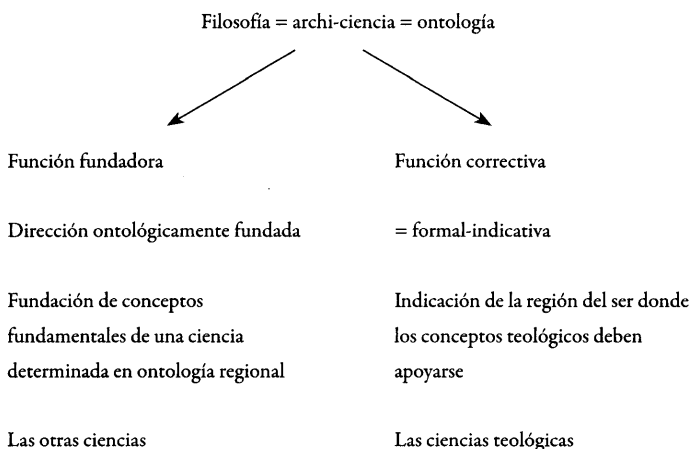 Filosofía = archi-ciencia = ontología
Función fundadora
Dirección ontológicamente fundada
Fundación de conceptos
fundamentales de una ciencia
determinada en ontología regional
Las otras ciencias
Función correctiva
= formal-indicativa
Indicación de la región del ser donde
los conceptos teológicos deben
apoyarse
Las ciencias teológicas